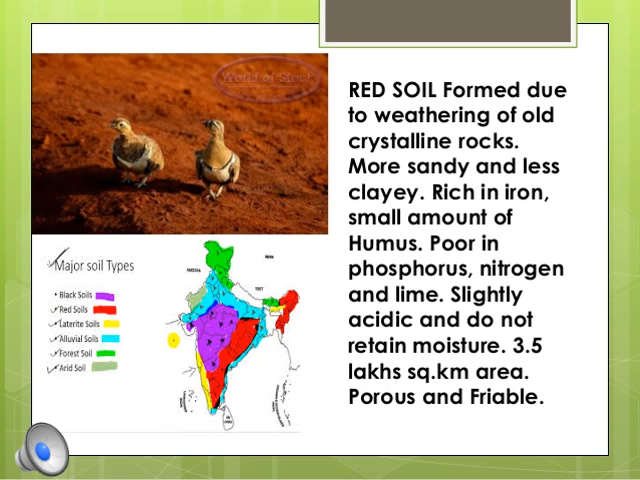 World of Stock
RED SOIL Formed due
to weathering of old
crystalline rocks.
More sandy and less
clayey. Rich in iron,
small amount of
Humus. Poor in
phosphorus, nitrogen
and lime. Slightly
acidic and do not
retain moisture. 3.5
lakhs sq.km area.
Porous and Friable.
Major soil Types
• Black Soils
Red Soils
Laterite Soils
Alluvial Soils
Forest Soil
Arid Soil